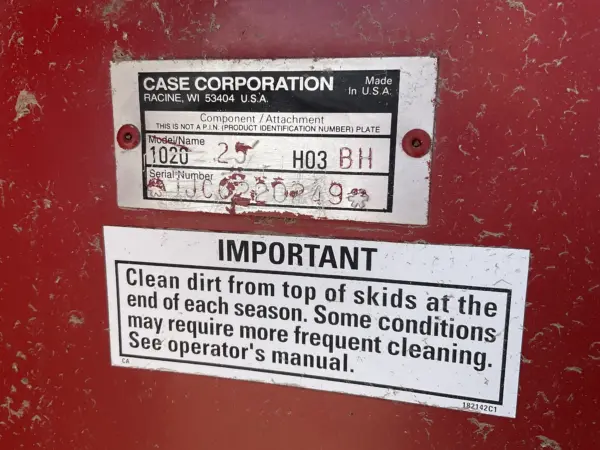 CASE CORPORATION
RACINE, WI 53404 U.S.A.
Made
In U.S.A.
Component / Attachment
THIS IS NOT A P.I.N. (PRODUCT IDENTIFICATION NUMBER) PLATE
Model/Name
1020 25' H03 BH
Serial Number
IMPORTANT
Clean dirt from top of skids at the
end of each season. Some conditions
may require more frequent cleaning.
See operator's manual.
CA
182142C1